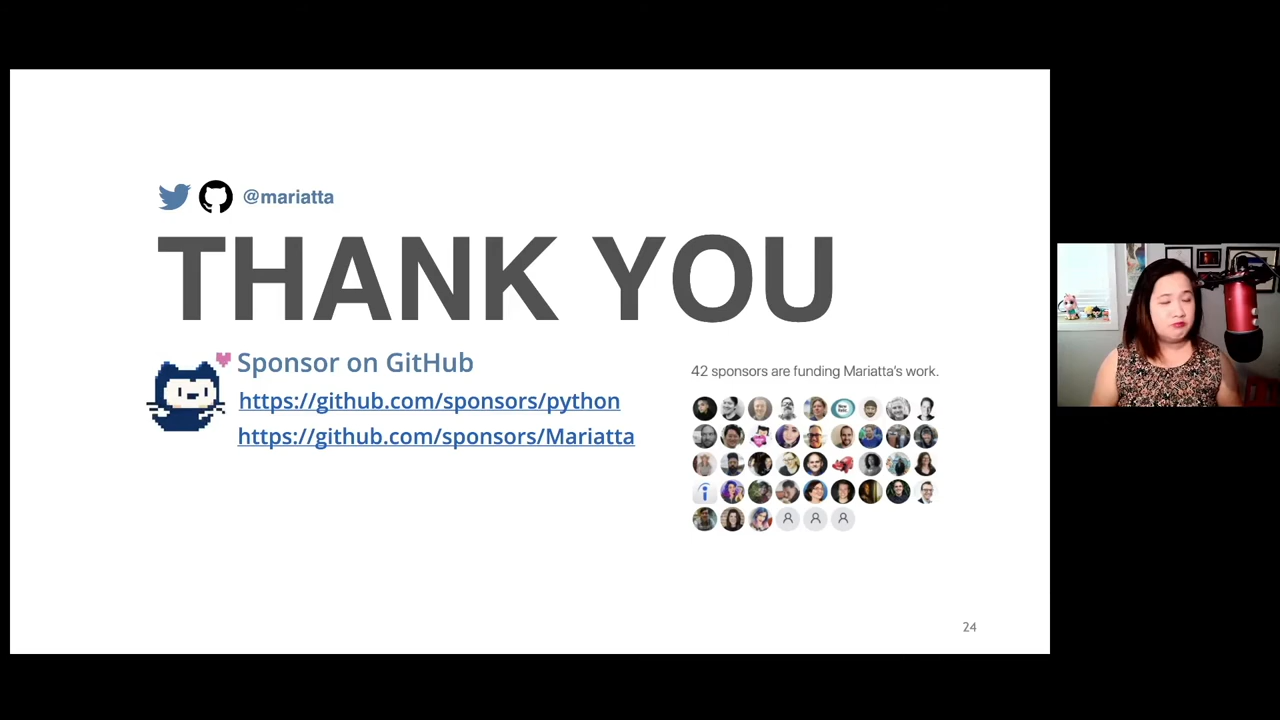 @mariatta
THANK YOU
Sponsor on GitHub
https://github.com/sponsors/python
https://github.com/sponsors/Mariatta
42 sponsors are funding Mariatta's work.
24